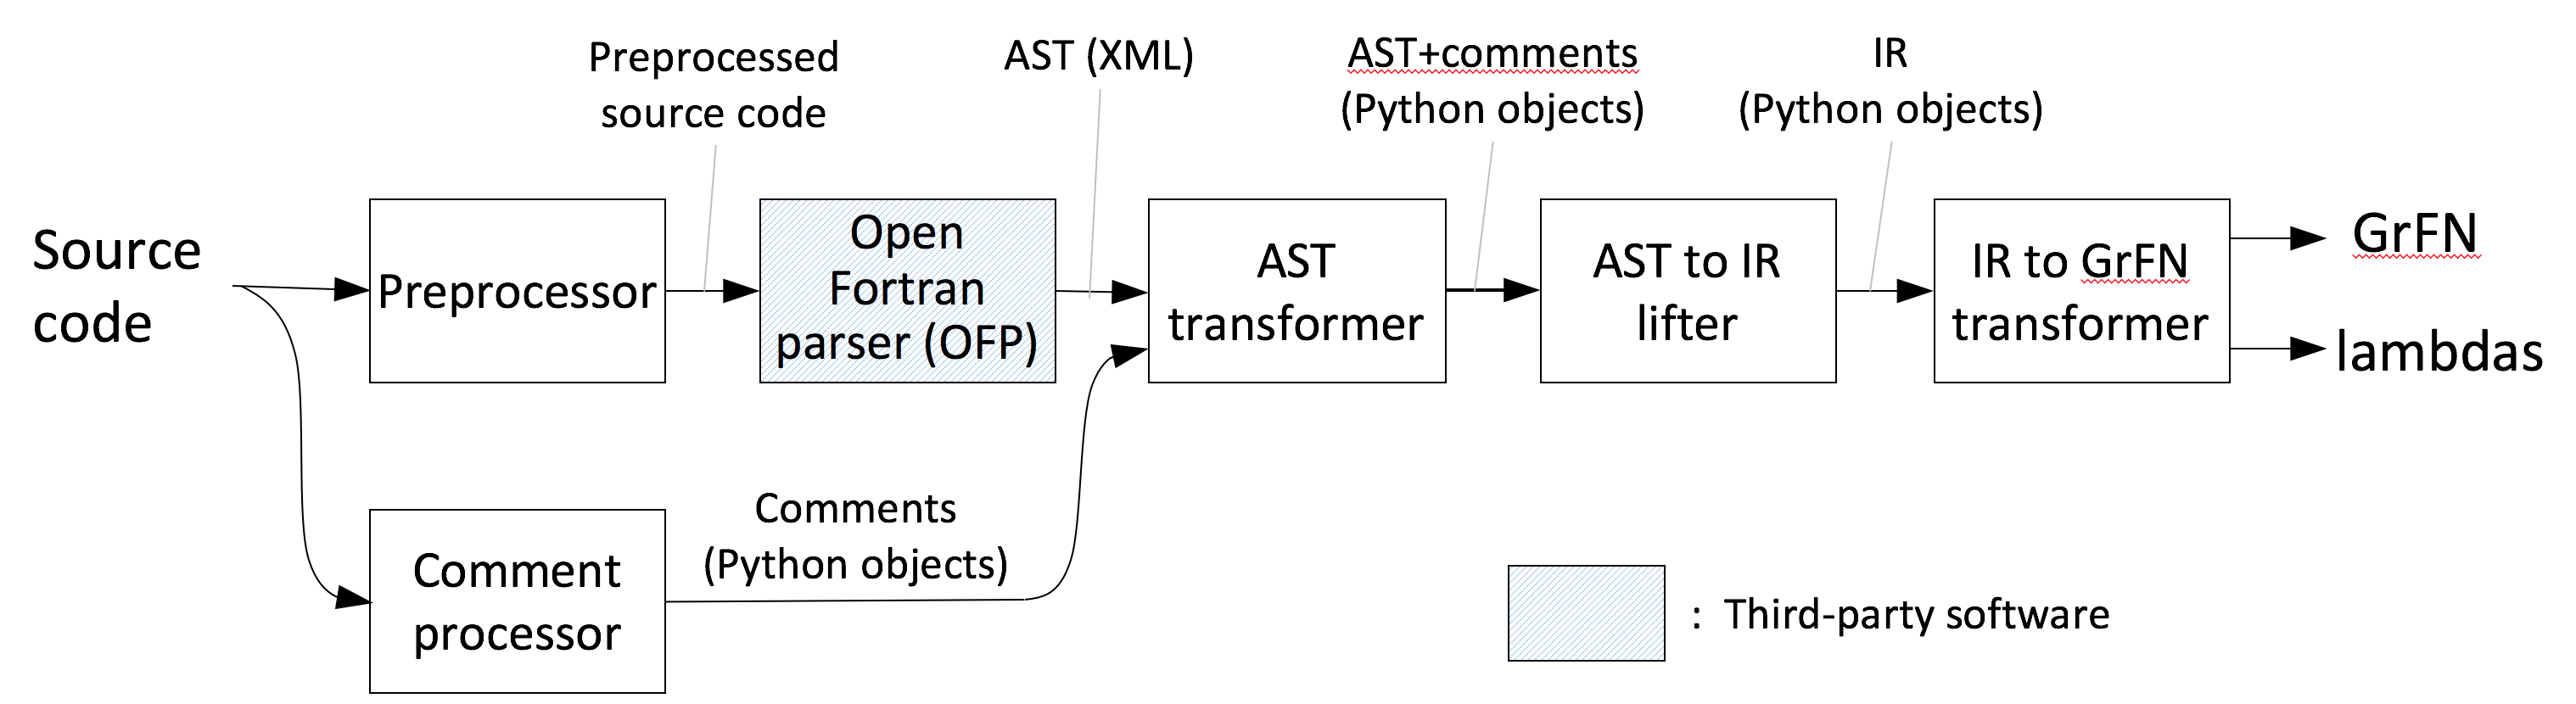 Preprocessed
source code
AST (XML)
AST+comments
(Python objects)
IR
(Python objects)
Source
code
Preprocessor
Open
Fortran
parser (OFP)
AST
transformer
AST to IR
lifter
IR to GrFN
transformer
GrFN
lambdas
Comment
processor
Comments
(Python objects)
: Third-party software